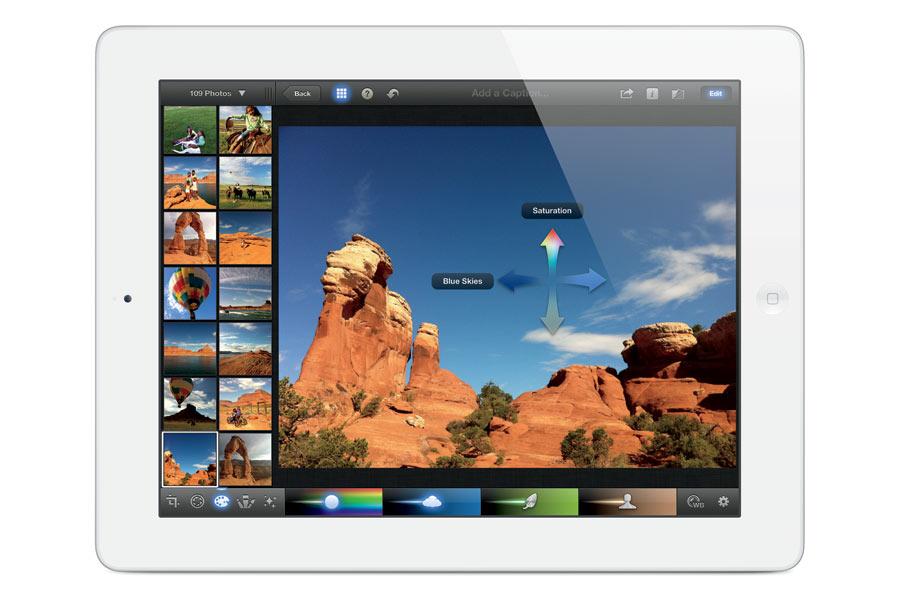 109 Photos ▼
Back
?
Add a Caption...
i
Edit
Saturation
Blue Skies
WB